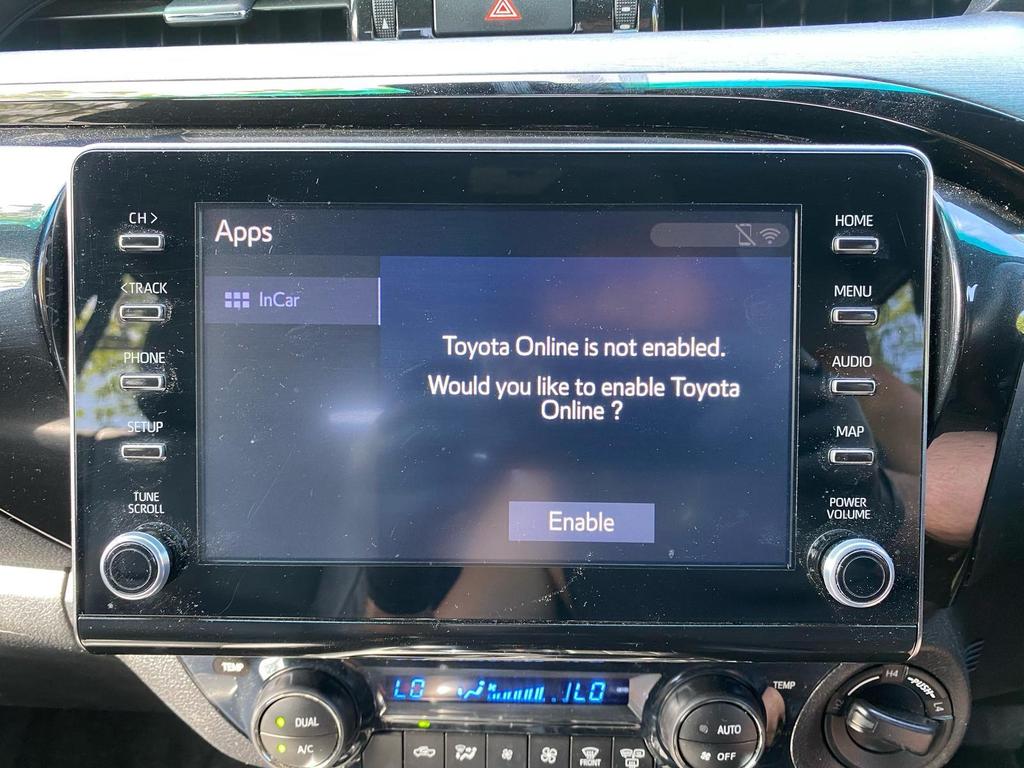 CH >
<TRACK
PHONE
SETUP
TUNE
SCROLL
Apps
InCar
Toyota Online is not enabled.
Would you like to enable Toyota
Online ?
Enable
HOME
MENU
AUDIO
MAP
POWER
VOLUME
TEMP
DUAL
A/C
LO
LO
FRONT
TEMP
AUTO
OFF
H4
PUSH
L4